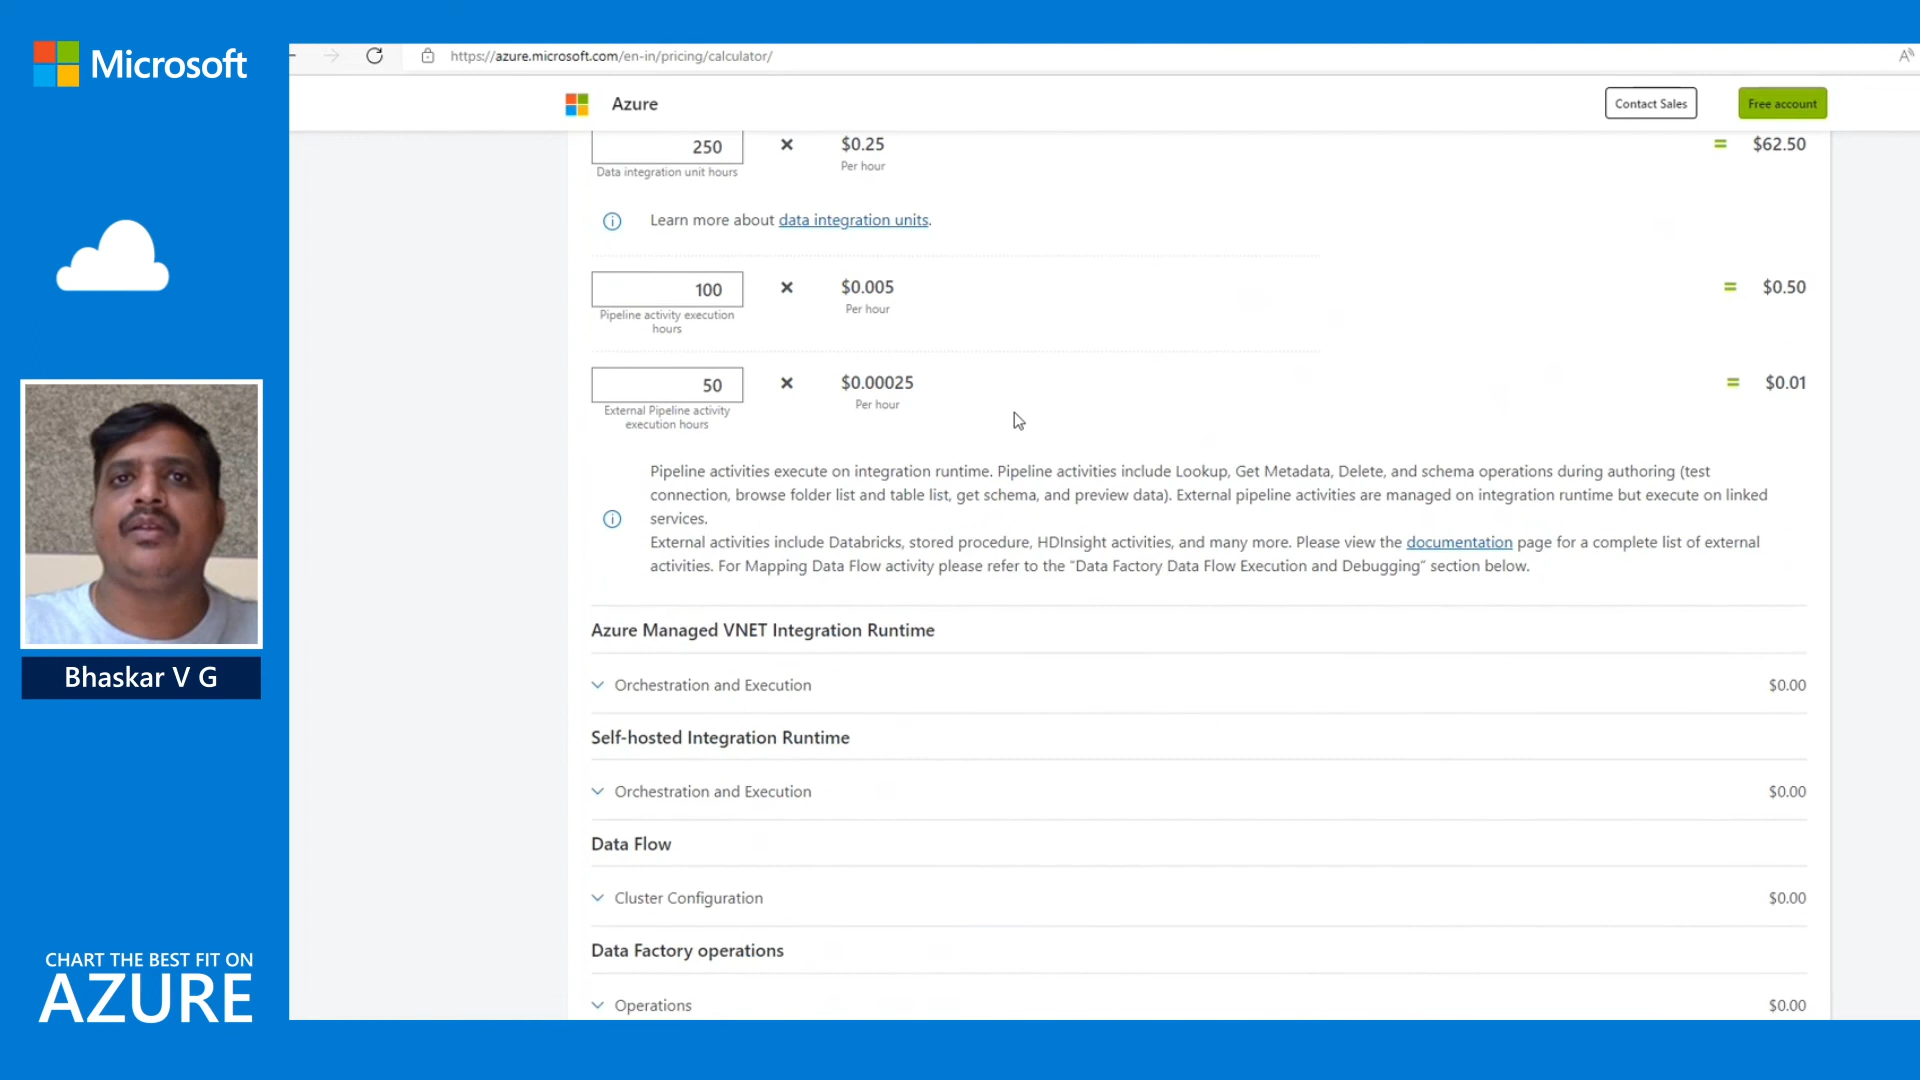 Microsoft
https://azure.microsoft.com/en-in/pricing/calculator/
A
Azure
Contact Sales
Free account
250 × $0.25 = $62.50
Data integration unit hours
Per hour
Learn more about data integration units.
100 × $0.005 = $0.50
Pipeline activity execution
hours
Per hour
50 × $0.00025 = $0.01
External Pipeline activity
execution hours
Per hour
Pipeline activities execute on integration runtime. Pipeline activities include Lookup, Get Metadata, Delete, and schema operations during authoring (test
connection, browse folder list and table list, get schema, and preview data). External pipeline activities are managed on integration runtime but execute on linked
services.
External activities include Databricks, stored procedure, HDInsight activities, and many more. Please view the documentation page for a complete list of external
activities. For Mapping Data Flow activity please refer to the "Data Factory Data Flow Execution and Debugging" section below.
Azure Managed VNET Integration Runtime
Orchestration and Execution $0.00
Self-hosted Integration Runtime
Orchestration and Execution $0.00
Data Flow
Cluster Configuration $0.00
Data Factory operations
Operations $0.00
Bhaskar V G
CHART THE BEST FIT ON
AZURE